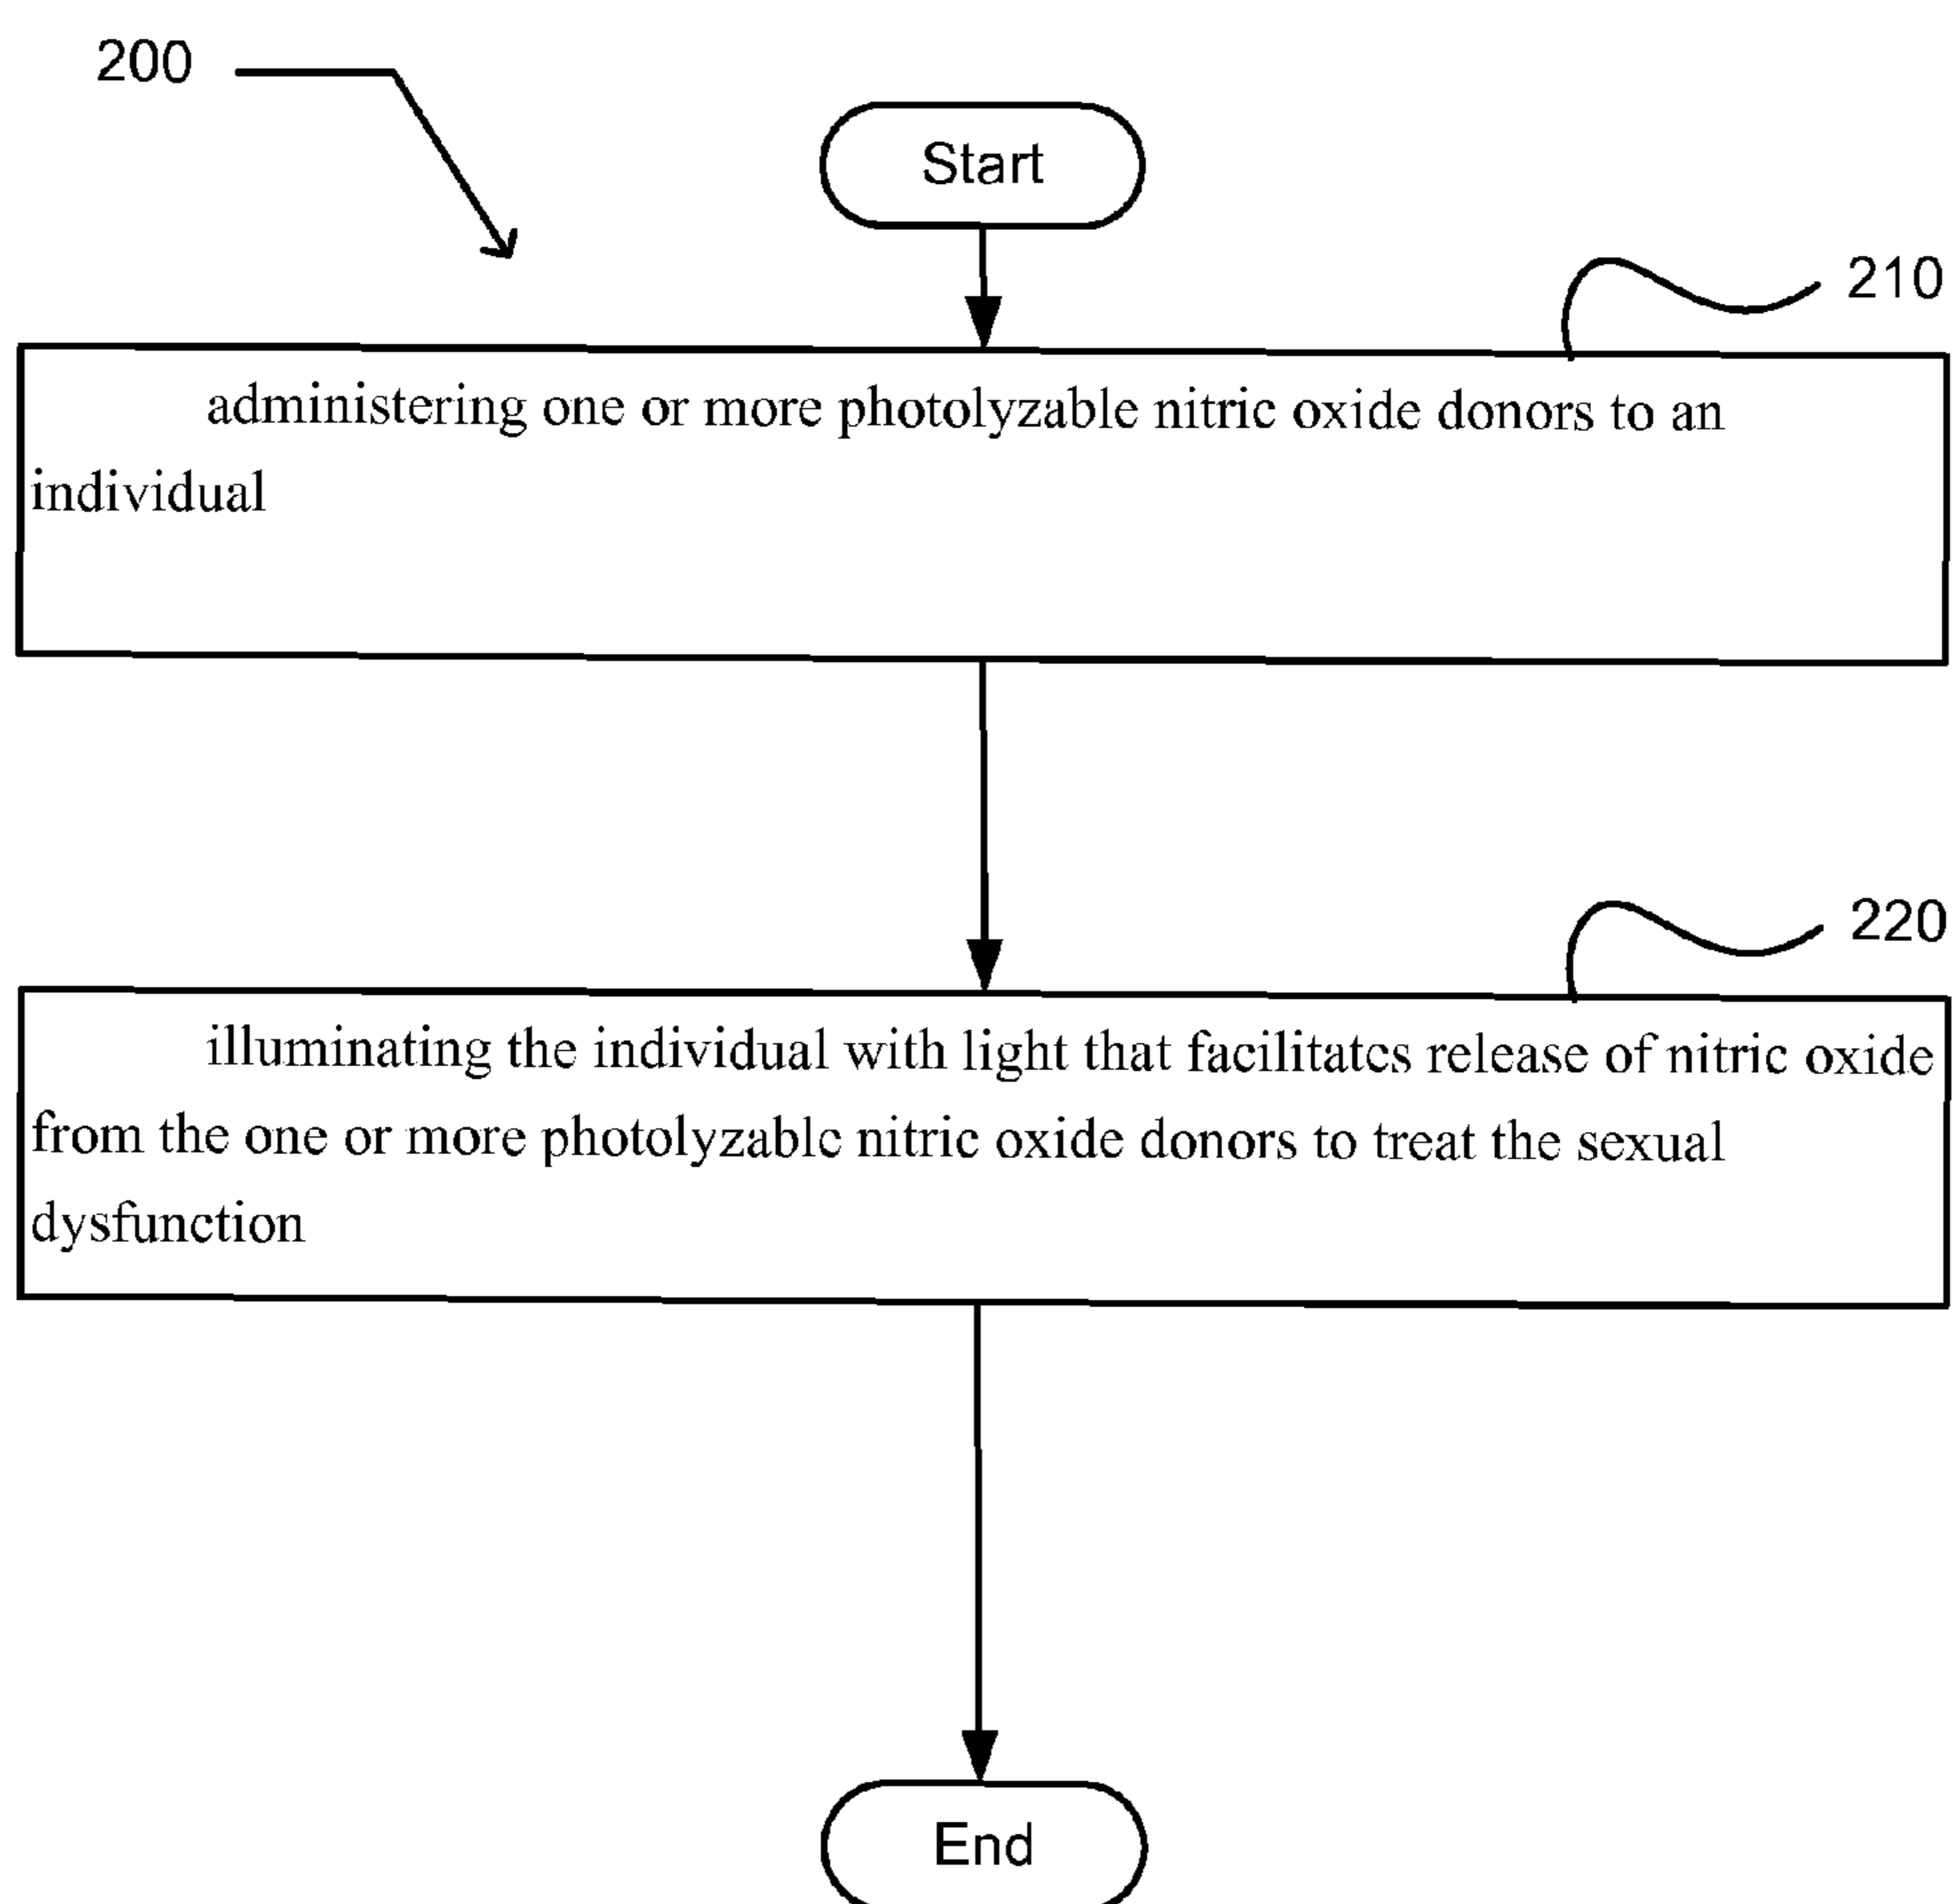 200
Start
210
administering one or more photolyzable nitric oxide donors to an
individual
220
illuminating the individual with light that facilitates release of nitric oxide
from the one or more photolyzable nitric oxide donors to treat the sexual
dysfunction
End